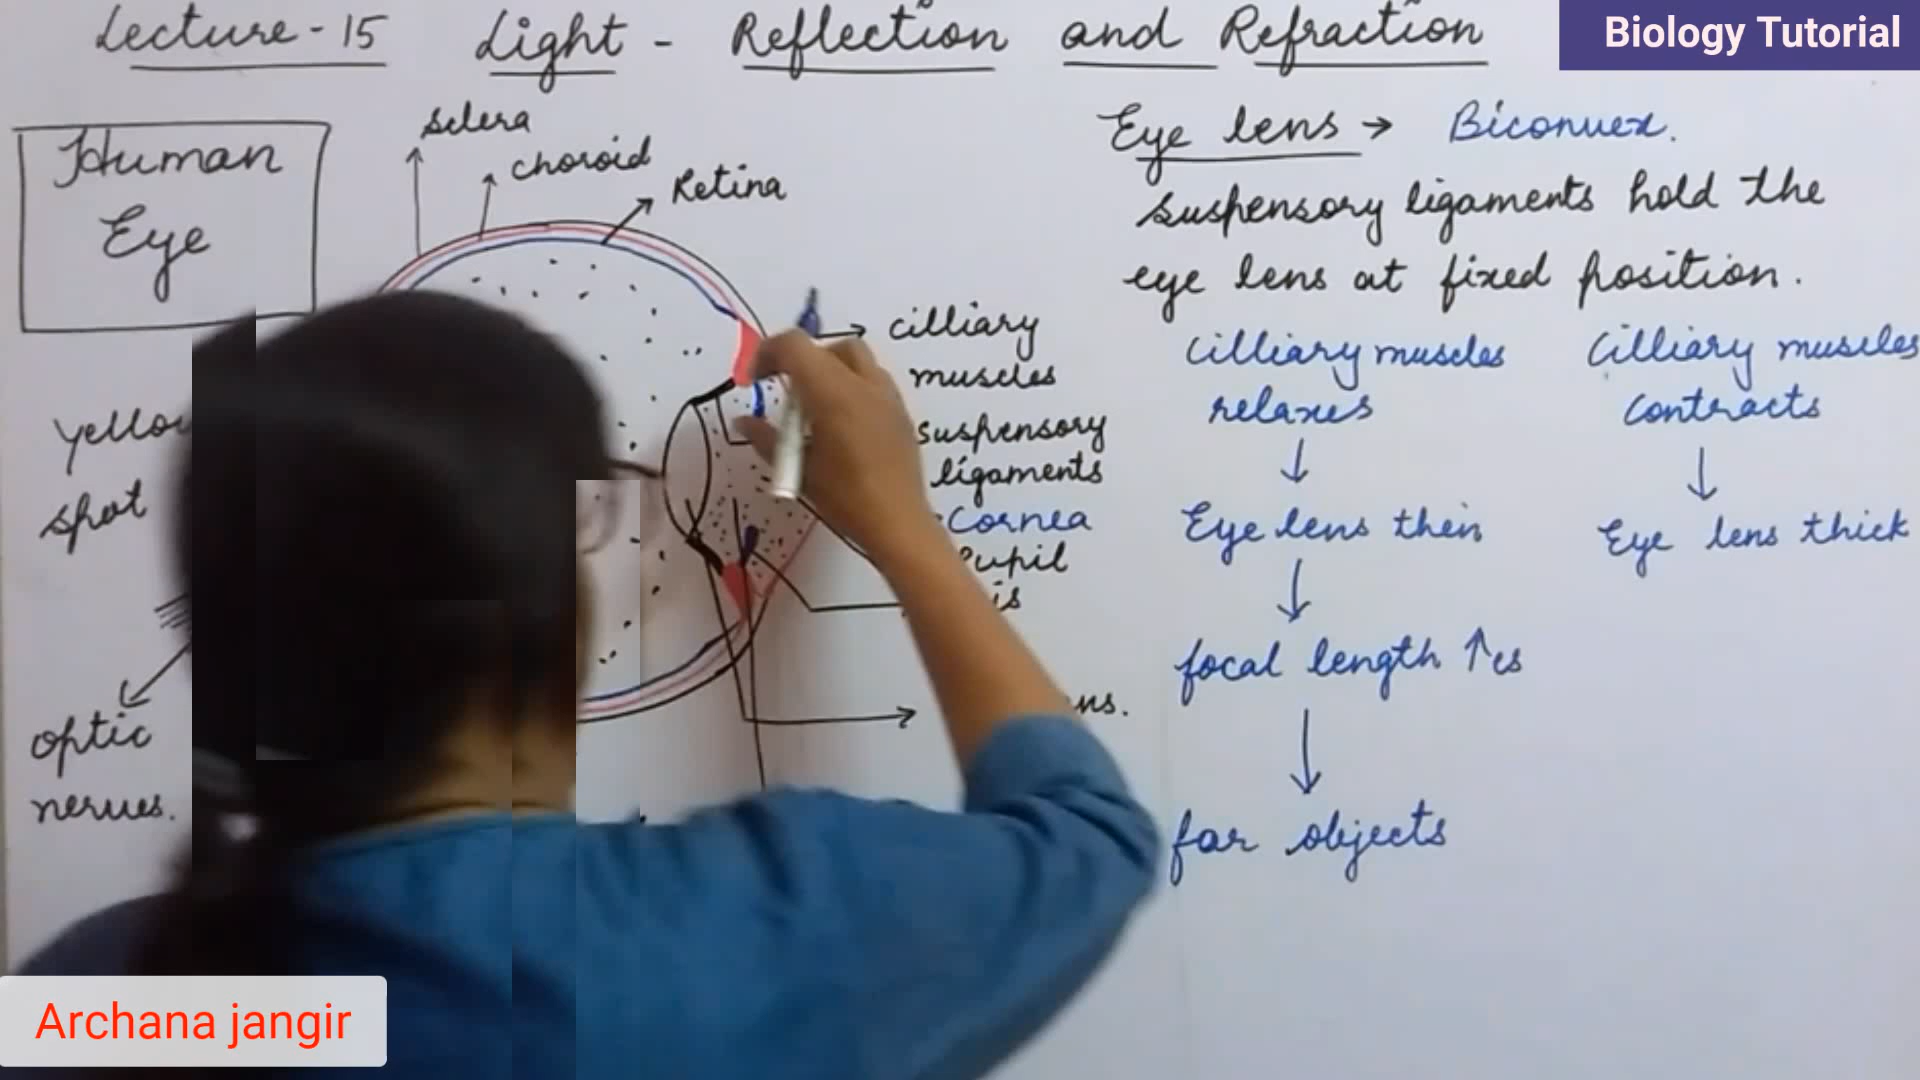 Lecture-15 Light - Reflection and Refraction
Biology Tutorial
Human
Eye
Sclera
Choroid
Retina
Cilliary
muscles
Suspensory
ligaments
Cornea
Pupil
Yellow
spot
optic
nerves.
Eye lens → Biconvex.
Suspensory ligaments hold the
eye lens at fixed position.
Cilliary muscles
relaxes
↓
Eye lens thin
↓
focal length ↑es
↓
far objects
Cilliary muscles
Contracts
↓
Eye lens thick
Archana jangir